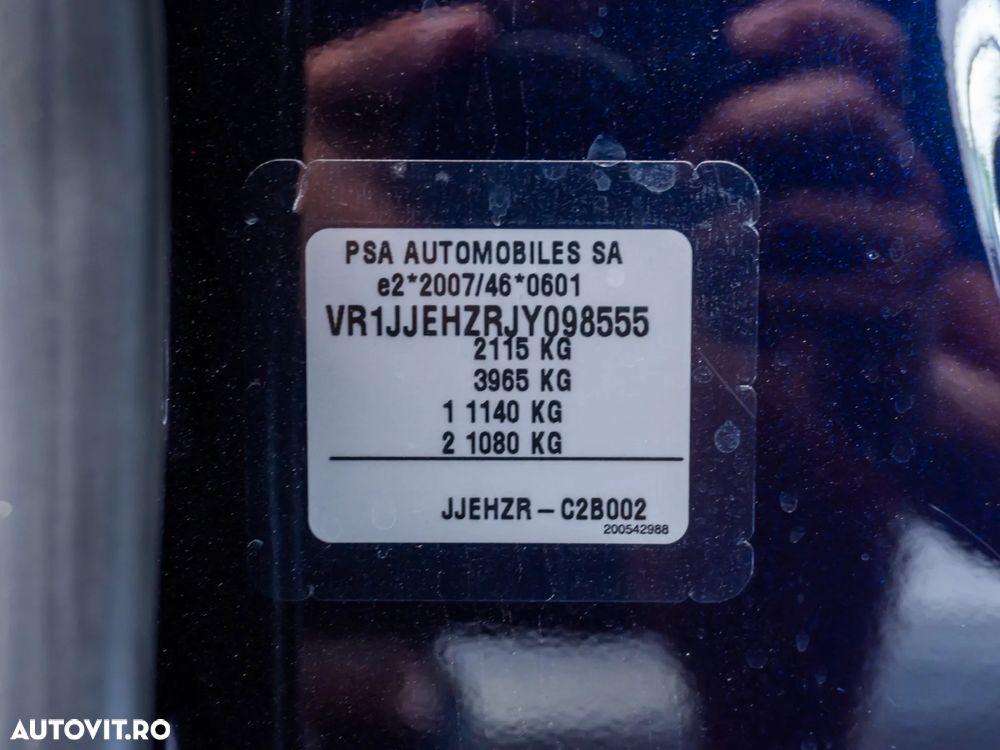 PSA AUTOMOBILES SA
e2*2007/46*0601
VR1JJEHZRJY098555
2115 KG
3965 KG
1 1140 KG
2 1080 KG
JJEHZR – C2B002
200542988
AUTOVIT.RO